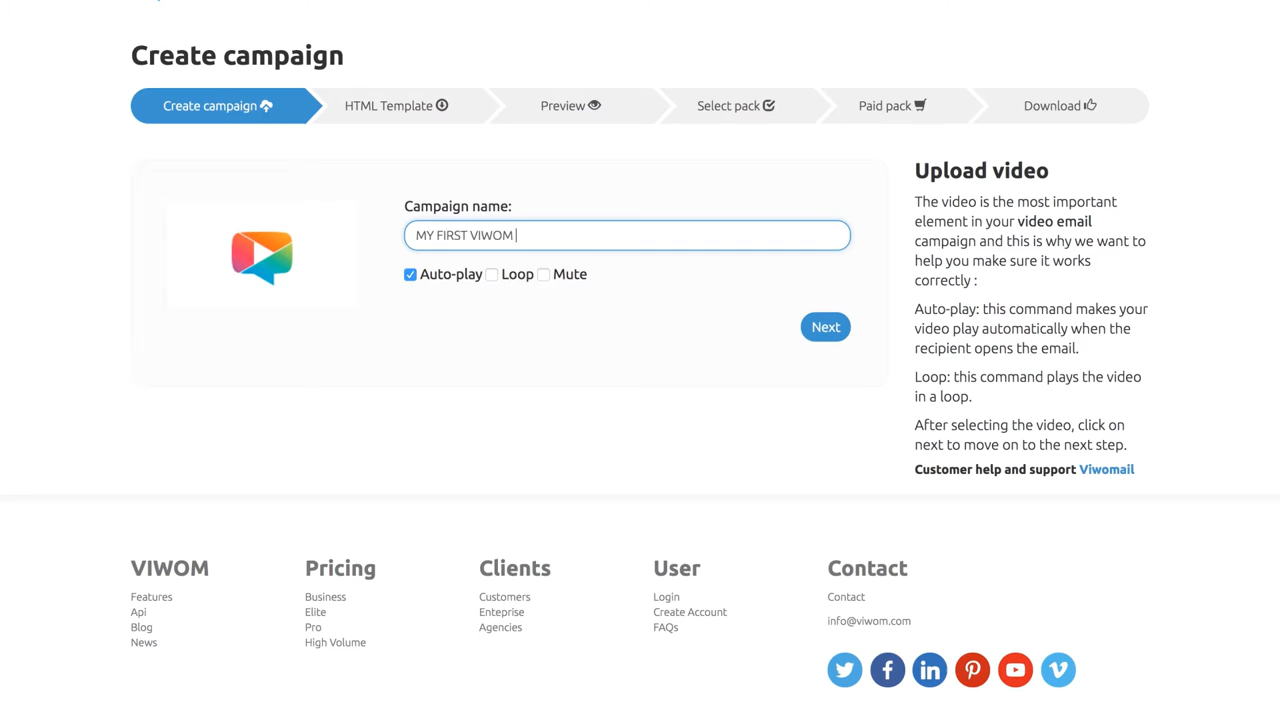 Create campaign
Create campaign
HTML Template
Preview
Select pack
Paid pack
Download
Campaign name:
MY FIRST VIWOM
Auto-play Loop Mute
Next
Upload video
The video is the most important
element in your video email
campaign and this is why we want to
help you make sure it works
correctly :
Auto-play: this command makes your
video play automatically when the
recipient opens the email.
Loop: this command plays the video
in a loop.
After selecting the video, click on
next to move on to the next step.
Customer help and support Viwomail
VIWOM
Features
Api
Blog
News
Pricing
Business
Elite
Pro
High Volume
Clients
Customers
Enteprise
Agencies
User
Login
Create Account
FAQs
Contact
Contact
info@viwom.com